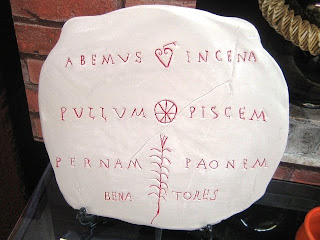 ABEMVS INCENA
PVLLVM PISCEM
PERNAM PAONEM
BENA TORES